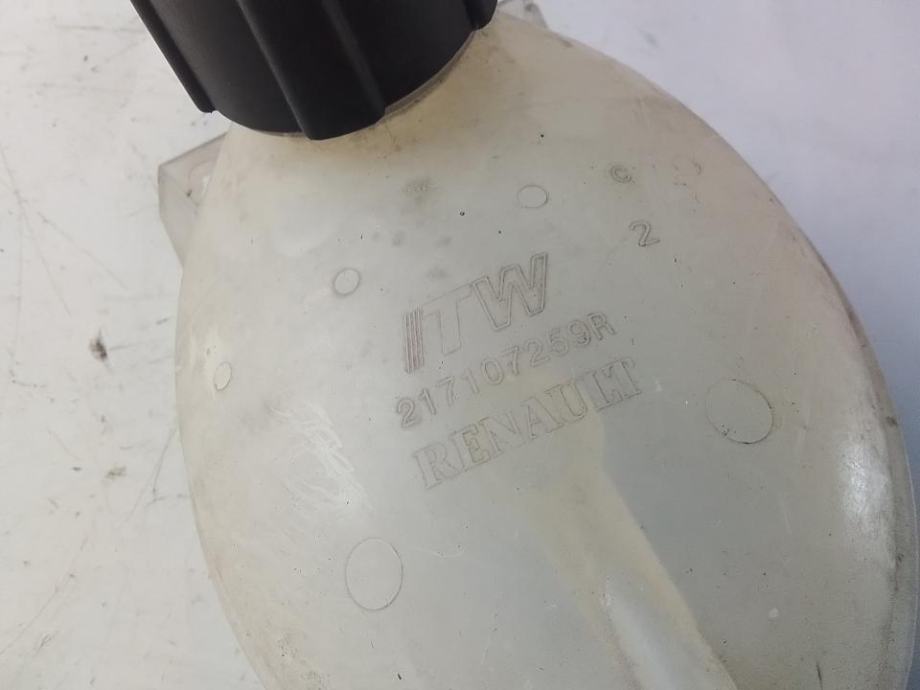 C
2
ITW
217107259R
RENAULT